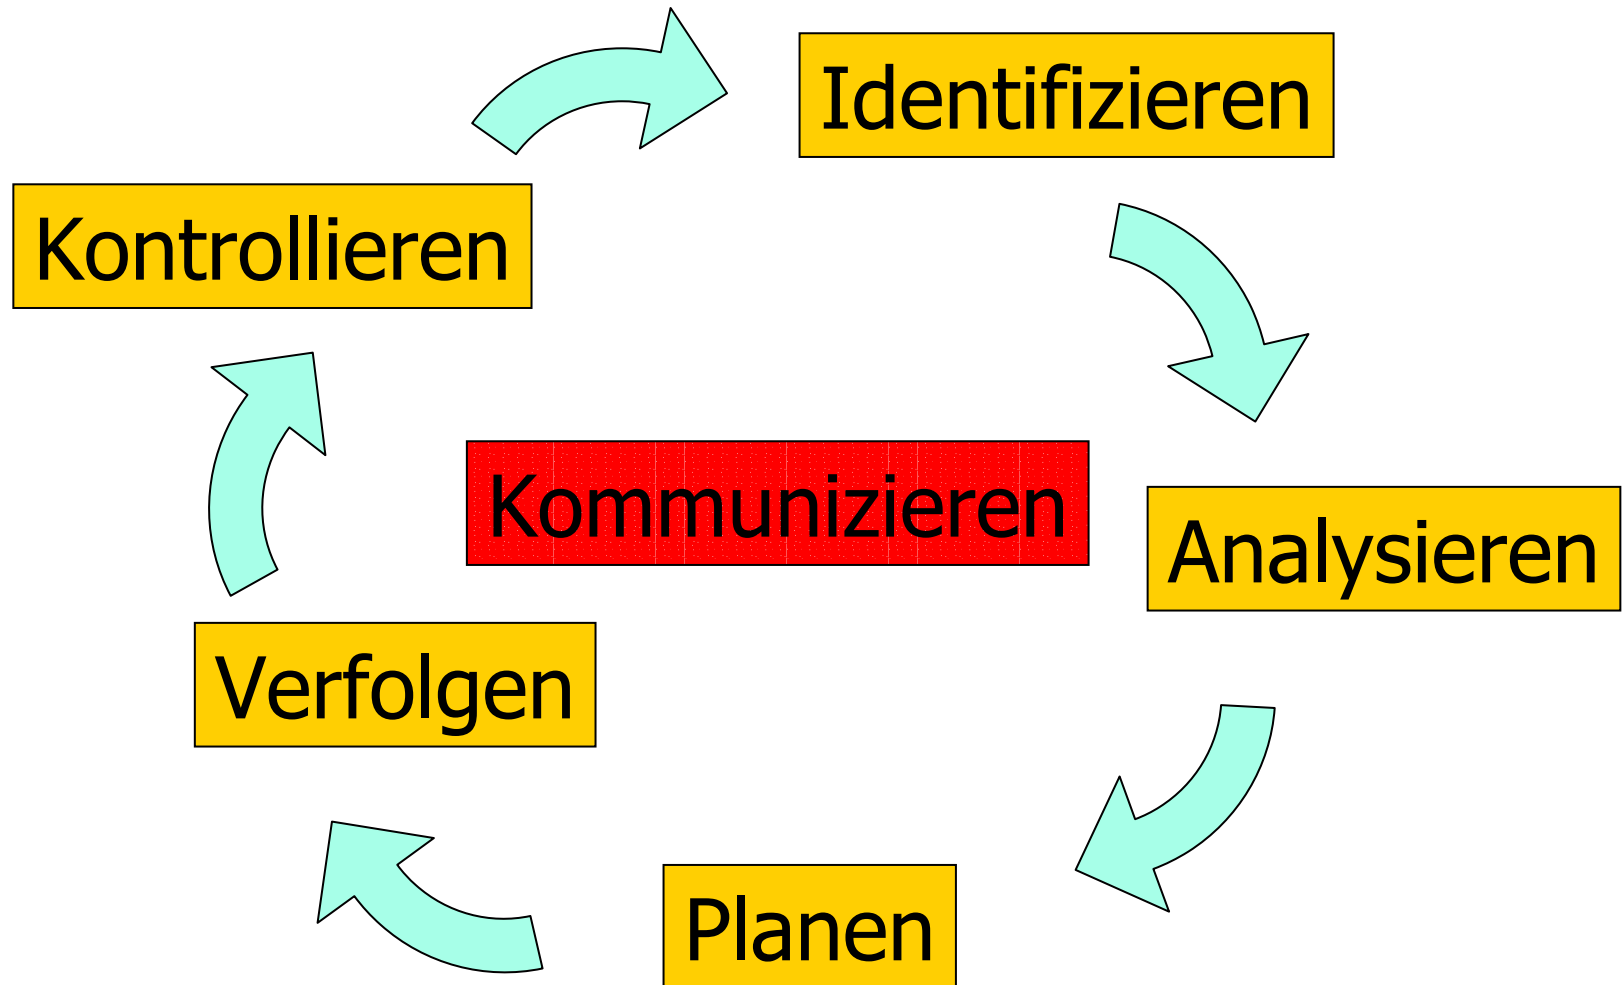 Identifizieren
Kontrollieren
Kommunizieren
Analysieren
Verfolgen
Planen